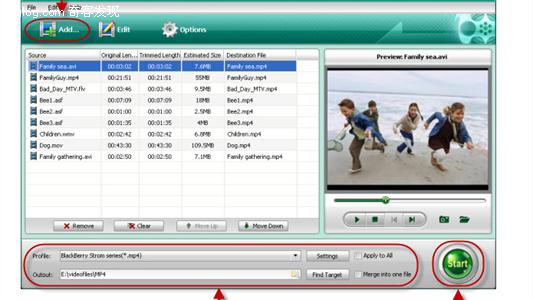 File
log.com 奇客发现
Add... Edit Options
Source Original Len... Trimmed Length Estimated Size Destination File
Family sea.avi 00:03:02 00:03:02 7.6MB Family sea.mp4
FamilyGuy.mp4 00:21:51 00:21:51 55MB FamilyGuy.mp4
Bad_Day_MTV.flv 00:03:46 00:03:46 9.5MB Bad_Day_MTV.mp4
Bee1.asf 00:07:09 00:07:09 18MB Bee1.mp4
Bee2.asf 00:01:00 00:01:00 2.5MB Bee2.mp4
Bee3.asf 00:01:35 00:01:35 4MB Bee3.mp4
Children.wmv 00:02:42 00:02:42 6.8MB Children.mp4
Dog.mov 00:43:30 00:43:30 109.5MB Dog.mp4
Family gathering.avi 00:02:50 00:02:50 7.1MB Family gathering.mp4
Preview: Family sea.avi
Remove Clear Move Up Move Down
Profile: BlackBerry Strom series(*.mp4) Settings Apply to All
Output: E:\videofiles\MP4 Find Target Merge into one file
Start